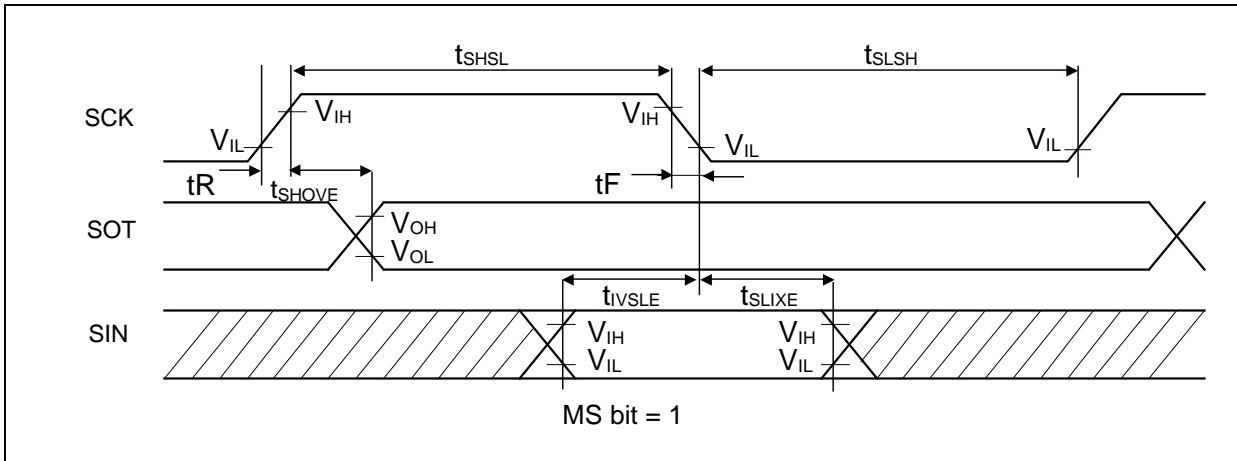 tSHSL tSLSH
SCK VIH VIH
VIL VIL VIL
tR tSHOVE tF
SOT VOH
VOL
tIVSLE tSLIXE
SIN VIH VIH
VIL VIL
MS bit = 1